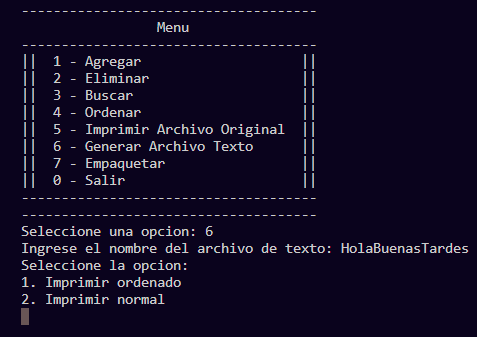 ------------------------------------
Menu
------------------------------------
|| 1 - Agregar ||
|| 2 - Eliminar ||
|| 3 - Buscar ||
|| 4 - Ordenar ||
|| 5 - Imprimir Archivo Original ||
|| 6 - Generar Archivo Texto ||
|| 7 - Empaquetar ||
|| 0 - Salir ||
------------------------------------
------------------------------------
Seleccione una opcion: 6
Ingrese el nombre del archivo de texto: HolaBuenasTardes
Seleccione la opcion:
1. Imprimir ordenado
2. Imprimir normal